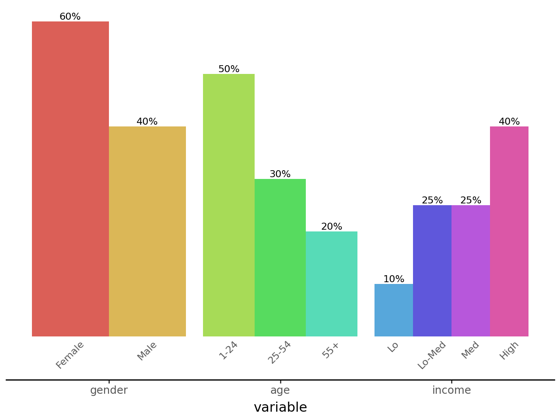 60%
40%
50%
30%
20%
10%
25%
25%
40%
Female
Male
1-24
25-54
55+
Lo
Lo-Med
Med
High
gender
age
income
variable